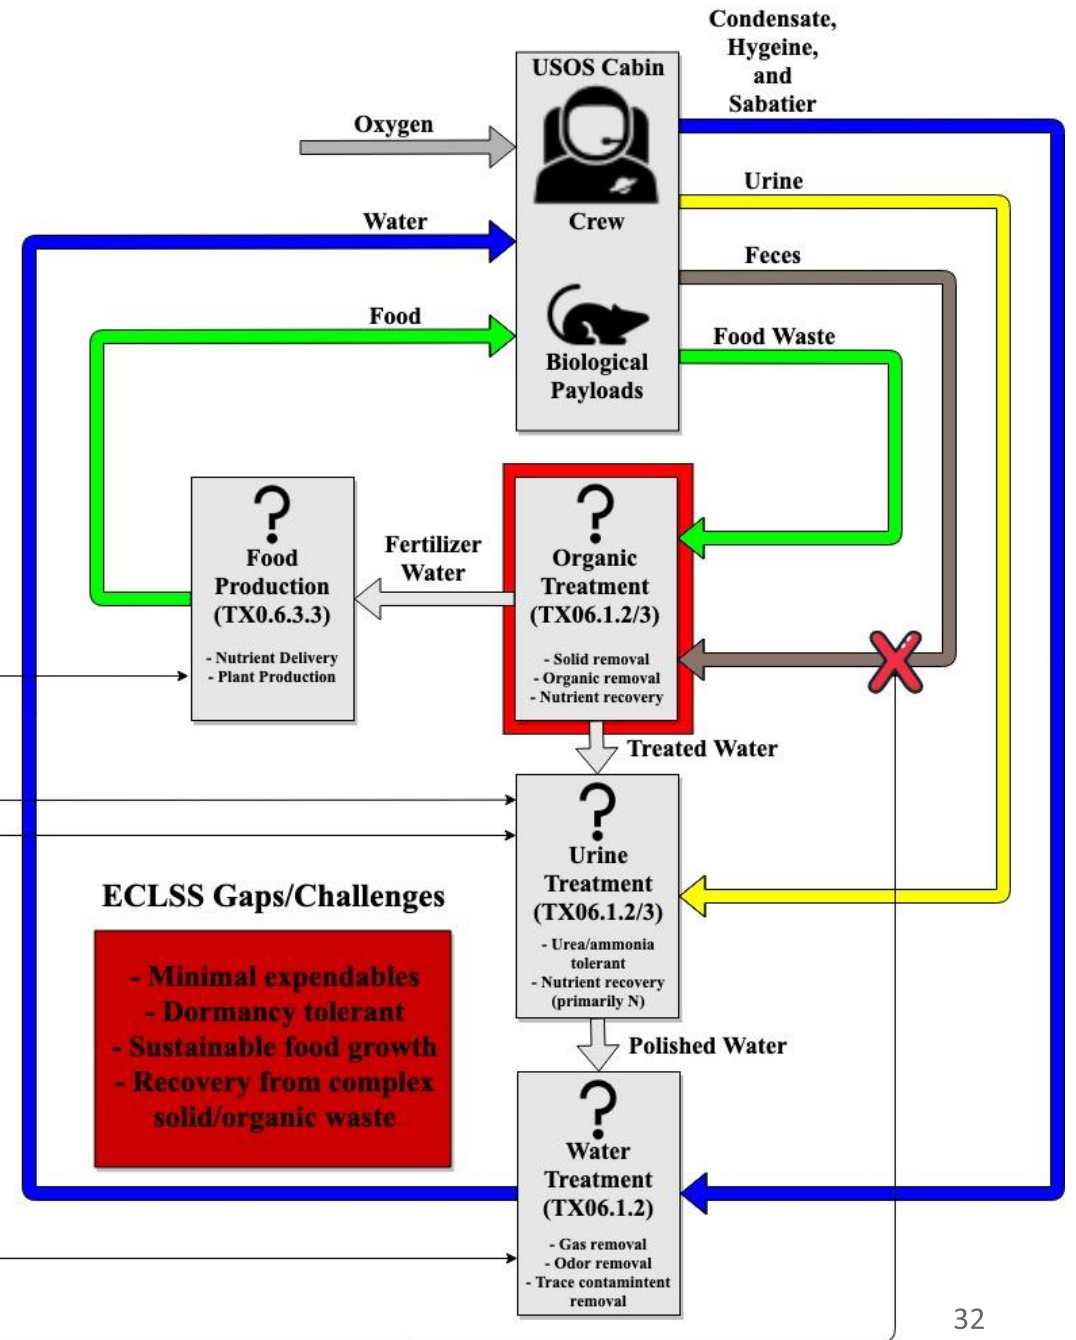 Condensate,
Hygeine,
and
Sabatier
USOS Cabin
Oxygen
Urine
Water
Crew
Feces
Food
Food Waste
Biological
Payloads
?
Food
Production
(TX0.6.3.3)
- Nutrient Delivery
- Plant Production
Fertilizer
Water
?
Organic
Treatment
(TX06.1.2/3)
- Solid removal
- Organic removal
- Nutrient recovery
Treated Water
?
Urine
Treatment
(TX06.1.2/3)
- Urea/ammonia
tolerant
- Nutrient recovery
(primarily N)
ECLSS Gaps/Challenges
- Minimal expendables
- Dormancy tolerant
- Sustainable food growth
- Recovery from complex
solid/organic waste
Polished Water
?
Water
Treatment
(TX06.1.2)
- Gas removal
- Odor removal
- Trace contamintent
removal
32